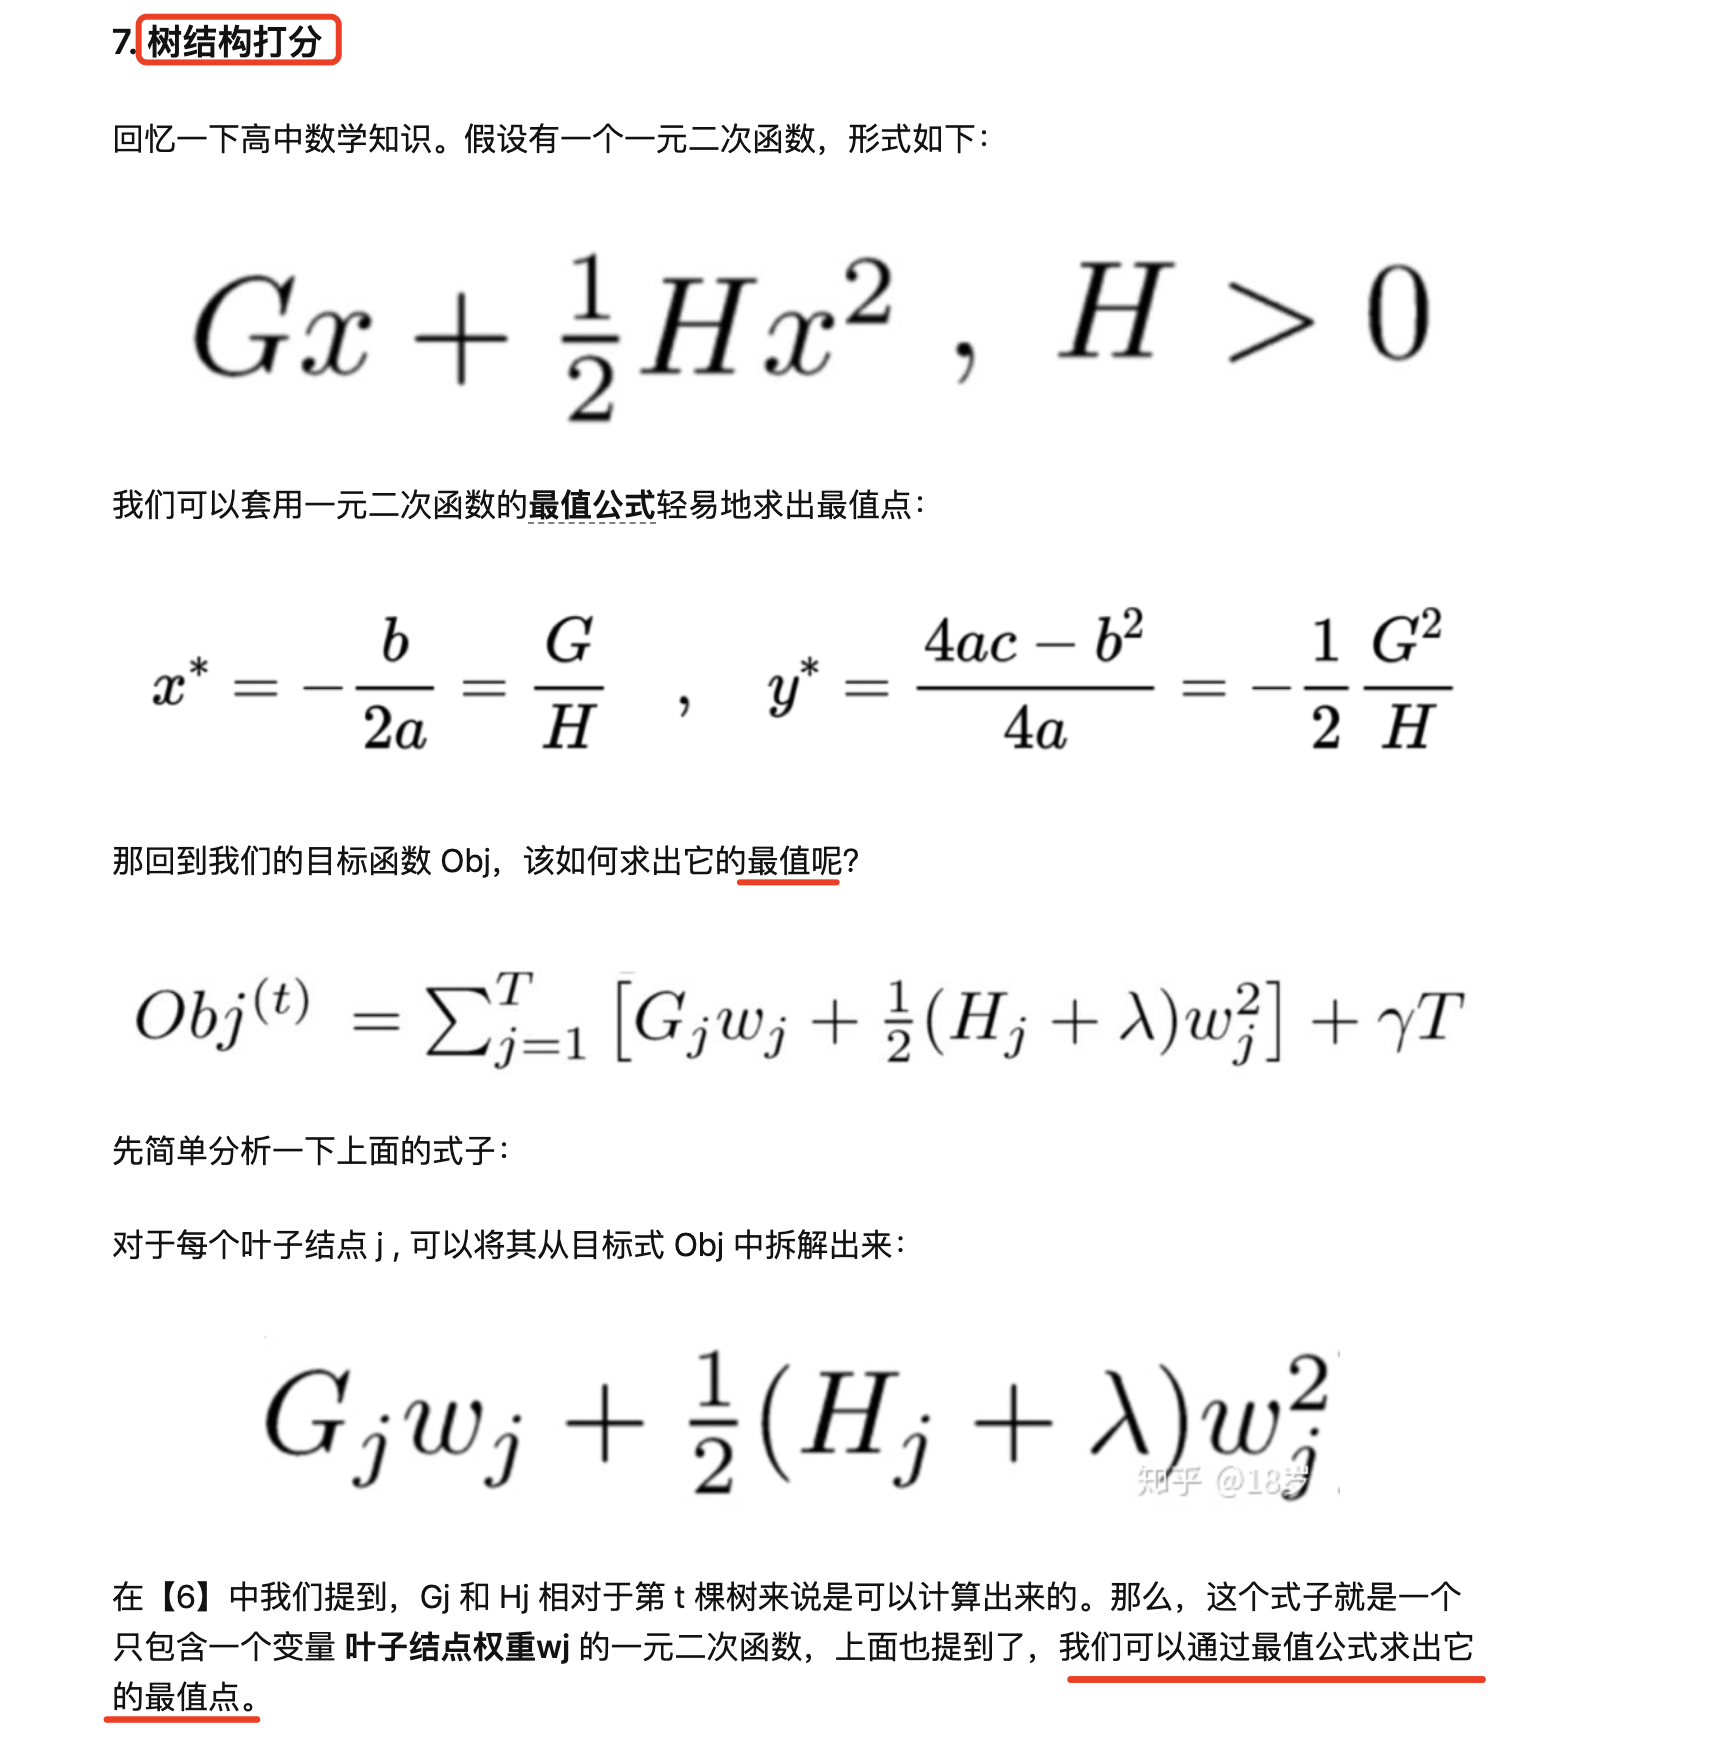 7. 树结构打分
回忆一下高中数学知识。假设有一个一元二次函数，形式如下：
Gx + \frac{1}{2}Hx^2 , H > 0
我们可以套用一元二次函数的最值公式轻易地求出最值点：
x^* = -\frac{b}{2a} = \frac{G}{H} , y^* = \frac{4ac - b^2}{4a} = -\frac{1}{2}\frac{G^2}{H}
那回到我们的目标函数 Obj，该如何求出它的最值呢?
Obj^{(t)} = \sum_{j=1}^{T} [G_j w_j + \frac{1}{2}(H_j + λ)w_j^2] + γT
先简单分析一下上面的式子：
对于每个叶子结点 j , 可以将其从目标式 Obj 中拆解出来：
G_j w_j + \frac{1}{2}(H_j + λ)w_j^2
知乎 @18岁
在【6】中我们提到，Gj 和 Hj 相对于第 t 棵树来说是可以计算出来的。那么，这个式子就是一个
只包含一个变量 叶子结点权重wj 的一元二次函数，上面也提到了，我们可以通过最值公式求出它
的最值点。